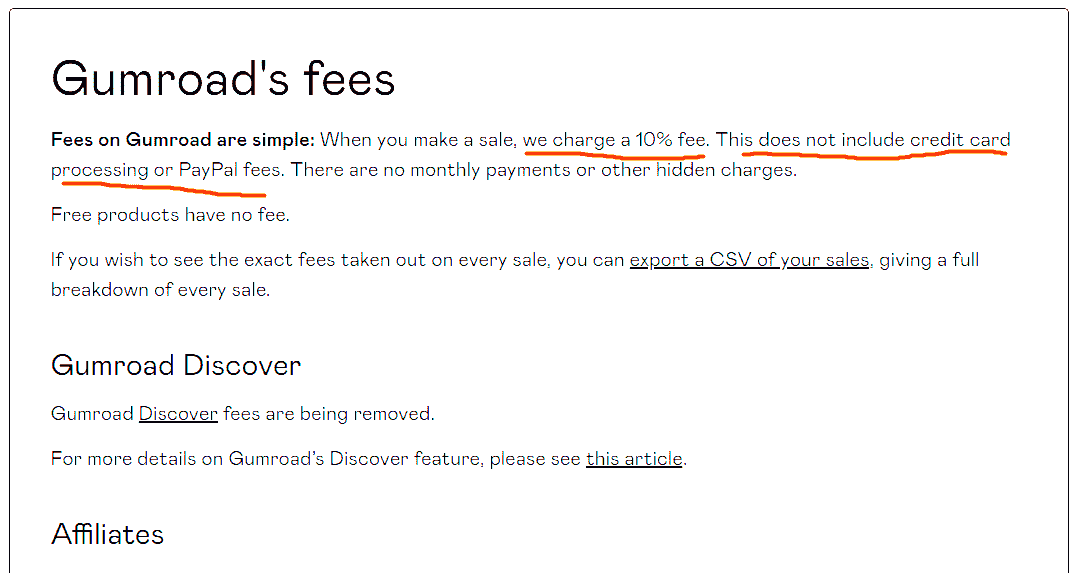 Gumroad's fees
Fees on Gumroad are simple: When you make a sale, we charge a 10% fee. This does not include credit card
processing or PayPal fees. There are no monthly payments or other hidden charges.
Free products have no fee.
If you wish to see the exact fees taken out on every sale, you can export a CSV of your sales, giving a full
breakdown of every sale.
Gumroad Discover
Gumroad Discover fees are being removed.
For more details on Gumroad’s Discover feature, please see this article.
Affiliates